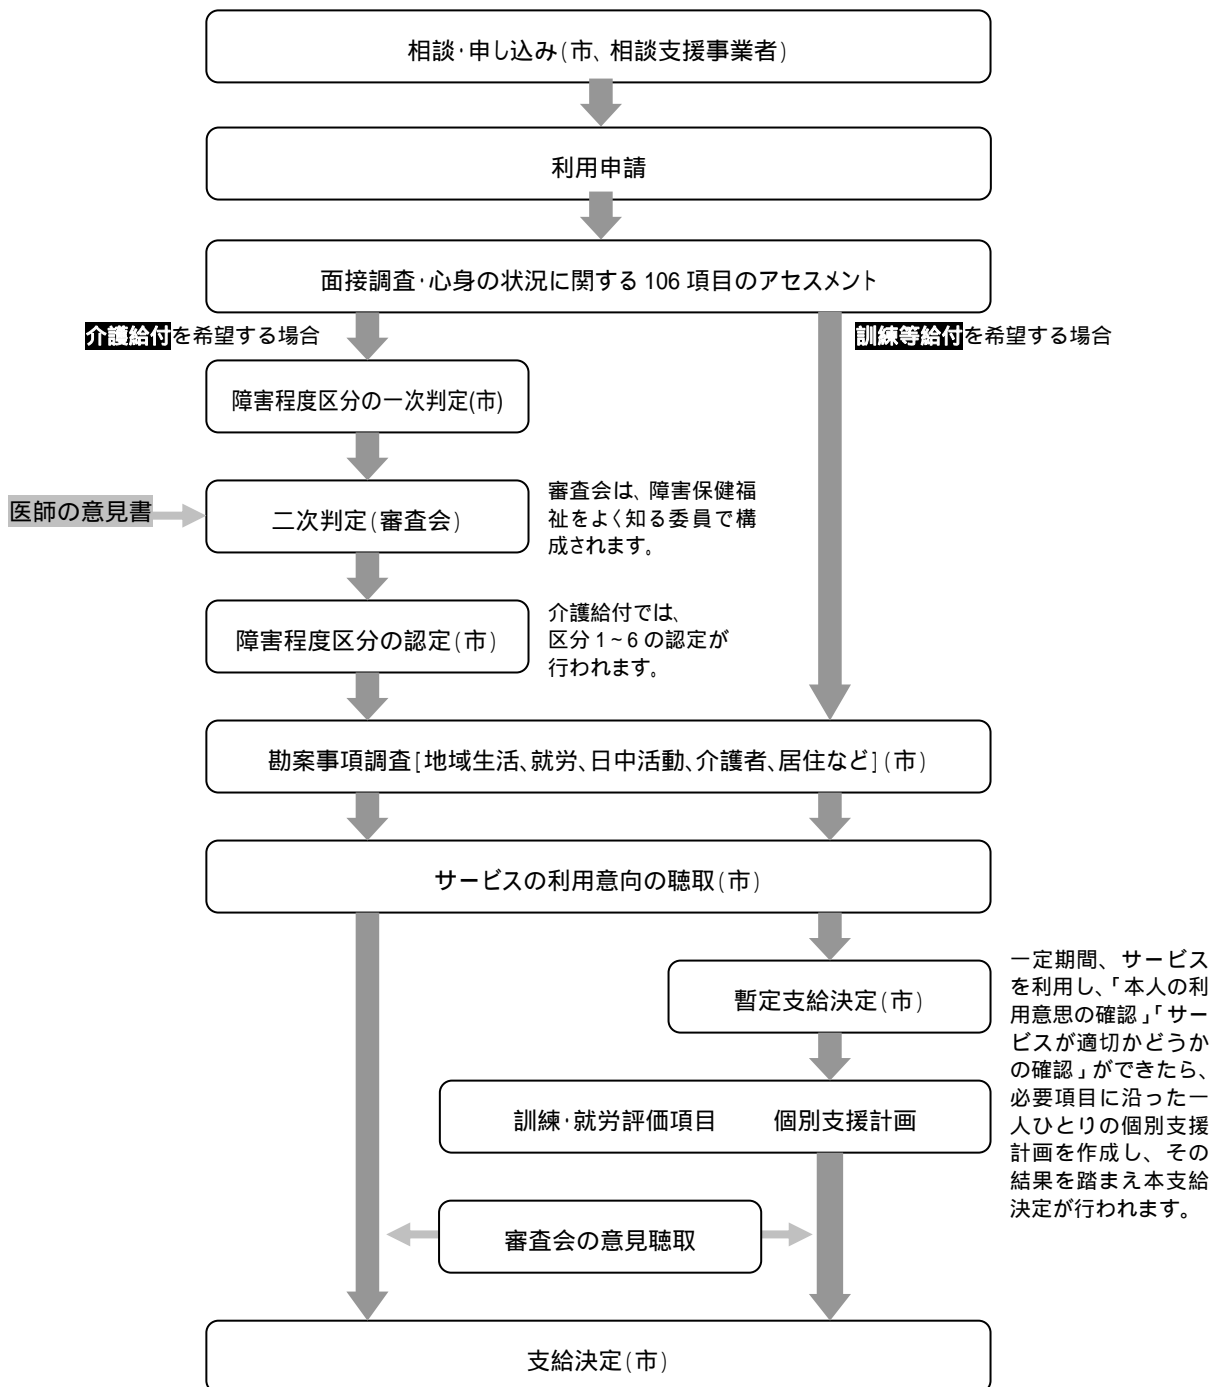 相談・申し込み(市、相談支援事業者)
利用申請
面接調査・心身の状況に関する 106 項目のアセスメント
介護給付を希望する場合
訓練等給付を希望する場合
障害程度区分の一次判定(市)
医師の意見書
二次判定(審査会)
審査会は、障害保健福
祉をよく知る委員で構
成されます。
障害程度区分の認定(市)
介護給付では、
区分 1~6 の認定が
行われます。
勘案事項調査[地域生活、就労、日中活動、介護者、居住など](市)
サービスの利用意向の聴取(市)
暫定支給決定(市)
一定期間、サービス
を利用し、「本人の利
用意思の確認」「サー
ビスが適切かどうか
の確認」ができたら、
必要項目に沿った一
人ひとりの個別支援
計画を作成し、その
結果を踏まえ本支給
決定が行われます。
訓練・就労評価項目 個別支援計画
審査会の意見聴取
支給決定(市)